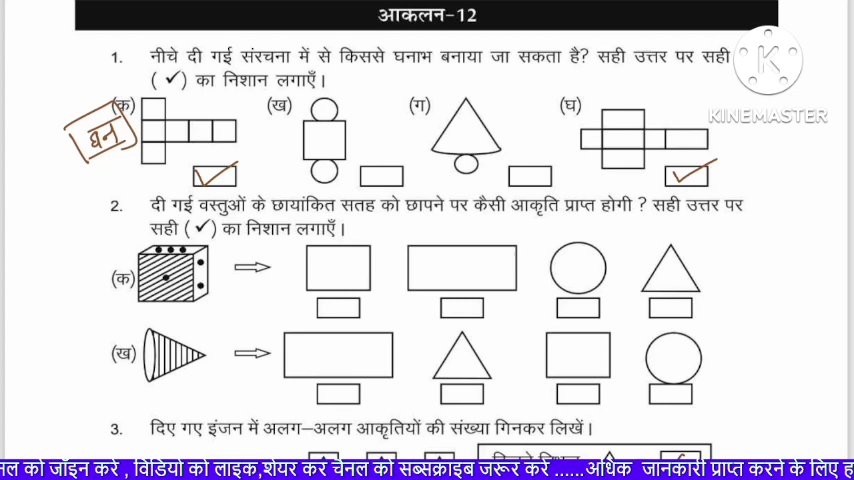 आकलन–12
1. नीचे दी गई संरचना में से किससे घनाभ बनाया जा सकता है? सही उत्तर पर सही
(✓) का निशान लगाएँ।
(क) (ख) (ग) (घ)
घन
KINEMASTER
2. दी गई वस्तुओं के छायांकित सतह को छापने पर कैसी आकृति प्राप्त होगी ? सही उत्तर पर
सही (✓) का निशान लगाएँ।
(क)
(ख)
3. दिए गए इंजन में अलग–अलग आकृतियों की संख्या गिनकर लिखें।
को जॉइन करे , विडियो को लाइक,शेयर करे चैनल को सब्सक्राइब जरूर करे ......अधिक जानकारी प्राप्त करने के लिए